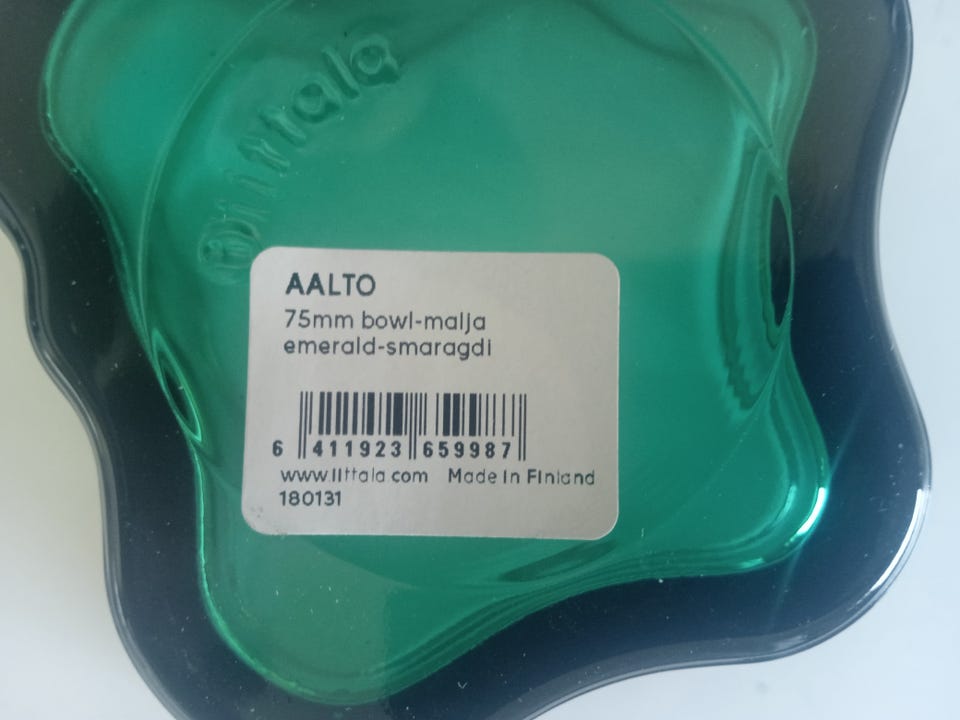 iittala
AALTO
75mm bowl-malja
emerald-smaragdi
6 411923 659987
www.iittala.com Made in Finland
180131